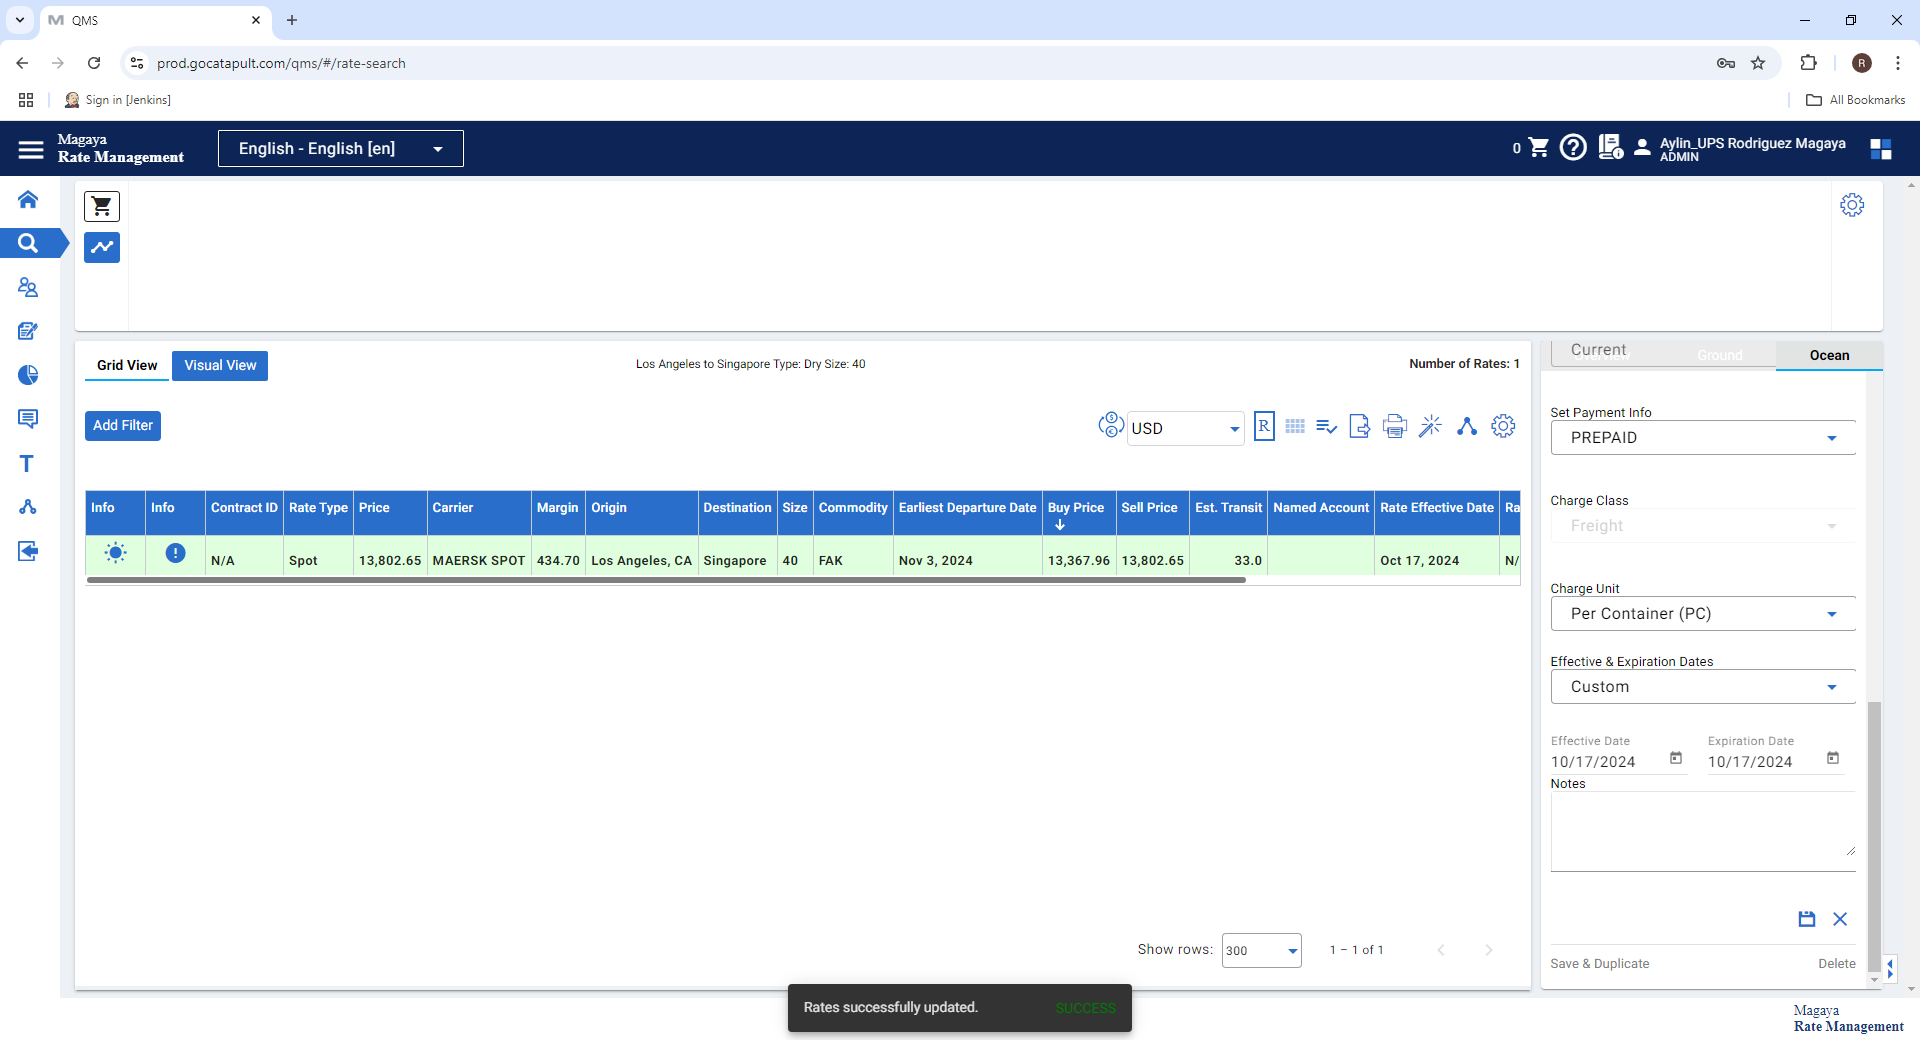 QMS
prod.gocatapult.com/qms/#/rate-search
R
Sign in [Jenkins]
All Bookmarks
Magaya
Rate Management
English - English [en]
0
Aylin_UPS Rodriguez Magaya
ADMIN
Grid View
Visual View
Los Angeles to Singapore Type: Dry Size: 40
Number of Rates: 1
Add Filter
USD
R
Info Info Contract ID Rate Type Price Carrier Margin Origin Destination Size Commodity Earliest Departure Date Buy Price Sell Price Est. Transit Named Account Rate Effective Date Ra
N/A Spot 13,802.65 MAERSK SPOT 434.70 Los Angeles, CA Singapore 40 FAK Nov 3, 2024 13,367.96 13,802.65 33.0 Oct 17, 2024 N/
Show rows: 300 1 – 1 of 1
Current
Ground
Ocean
Set Payment Info
PREPAID
Charge Class
Freight
Charge Unit
Per Container (PC)
Effective & Expiration Dates
Custom
Effective Date Expiration Date
10/17/2024 10/17/2024
Notes
Save & Duplicate Delete
Rates successfully updated. SUCCESS
Magaya
Rate Management